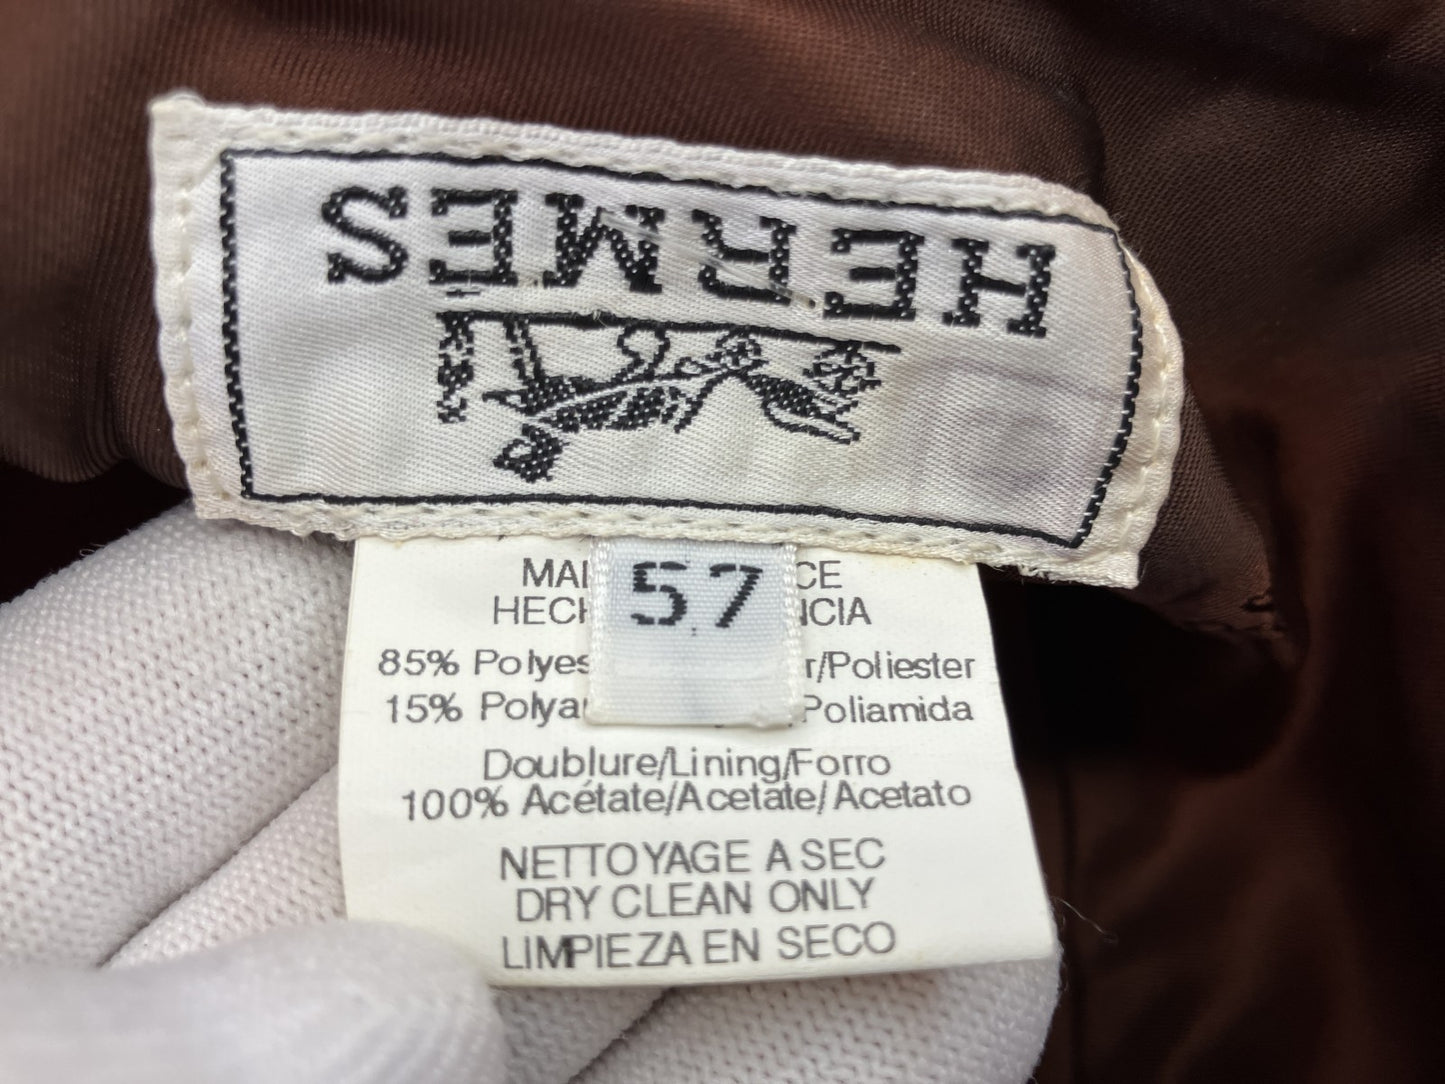 HERMES
57
MA CE
HECH NCIA
85% Polyes r/Poliester
15% Polya Poliamida
Doublure/Lining/Forro
100% Acétate/Acetate/Acetato
NETTOYAGE A SEC
DRY CLEAN ONLY
LIMPIEZA EN SECO